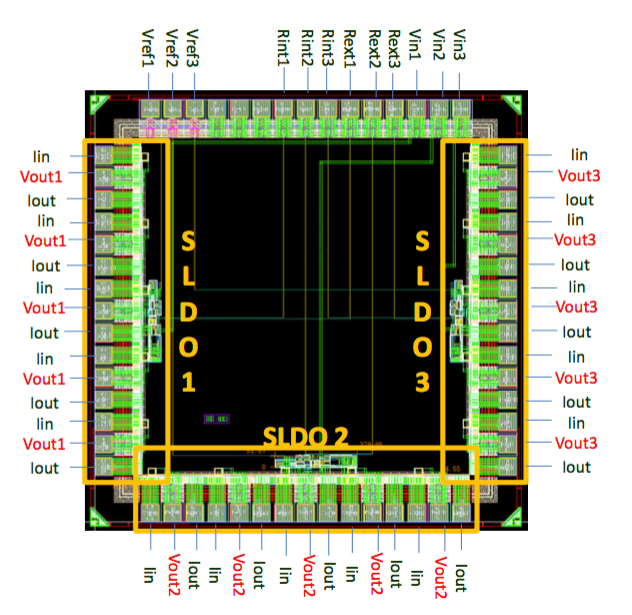 Vref1
Vref2
Vref3
Rint1
Rint2
Rint3
Rext1
Rext2
Rext3
Vin1
Vin2
Vin3
Iin
Vout1
Iout
Iin
Vout1
Iout
Iin
Vout1
Iout
Iin
Vout1
Iout
Iin
Vout1
Iout
SLDO1
SLDO3
Iin
Vout3
Iout
Iin
Vout3
Iout
Iin
Vout3
Iout
Iin
Vout3
Iout
Iin
Vout3
Iout
SLDO 2
Iin
Vout2
Iout
Iin
Vout2
Iout
Iin
Vout2
Iout
Iin
Vout2
Iout
Iin
Vout2
Iout